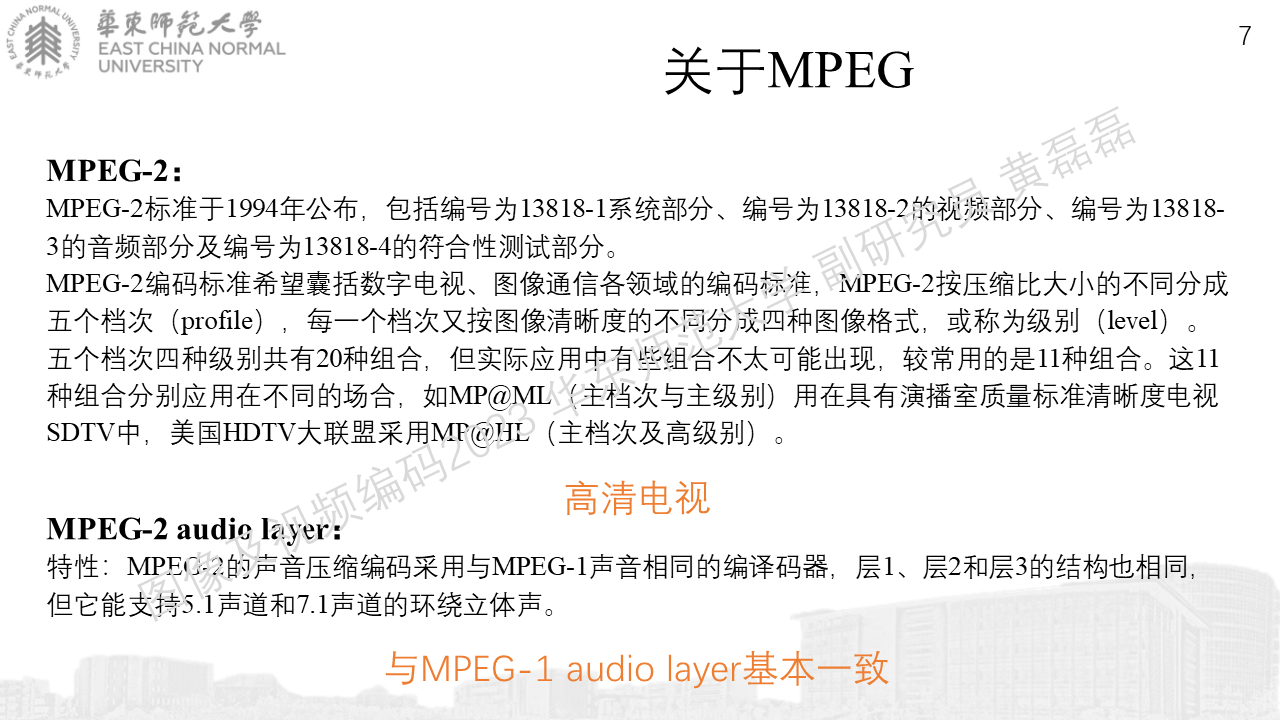 華東師範大學
EAST CHINA NORMAL
UNIVERSITY
EAST CHINA NORMAL UNIVERSITY
華東师范大学
7
关于MPEG
MPEG-2：
MPEG-2标准于1994年公布，包括编号为13818-1系统部分、编号为13818-2的视频部分、编号为13818-
3的音频部分及编号为13818-4的符合性测试部分。
MPEG-2编码标准希望囊括数字电视、图像通信各领域的编码标准，MPEG-2按压缩比大小的不同分成
五个档次（profile），每一个档次又按图像清晰度的不同分成四种图像格式，或称为级别（level）。
五个档次四种级别共有20种组合，但实际应用中有些组合不太可能出现，较常用的是11种组合。这11
种组合分别应用在不同的场合，如MP@ML（主档次与主级别）用在具有演播室质量标准清晰度电视
SDTV中，美国HDTV大联盟采用MP@HL（主档次及高级别）。
高清电视
MPEG-2 audio layer：
特性：MPEG-2的声音压缩编码采用与MPEG-1声音相同的编译码器，层1、层2和层3的结构也相同，
但它能支持5.1声道和7.1声道的环绕立体声。
与MPEG-1 audio layer基本一致
图像及视频编码2023 华东师范大学 副研究员 黄磊磊